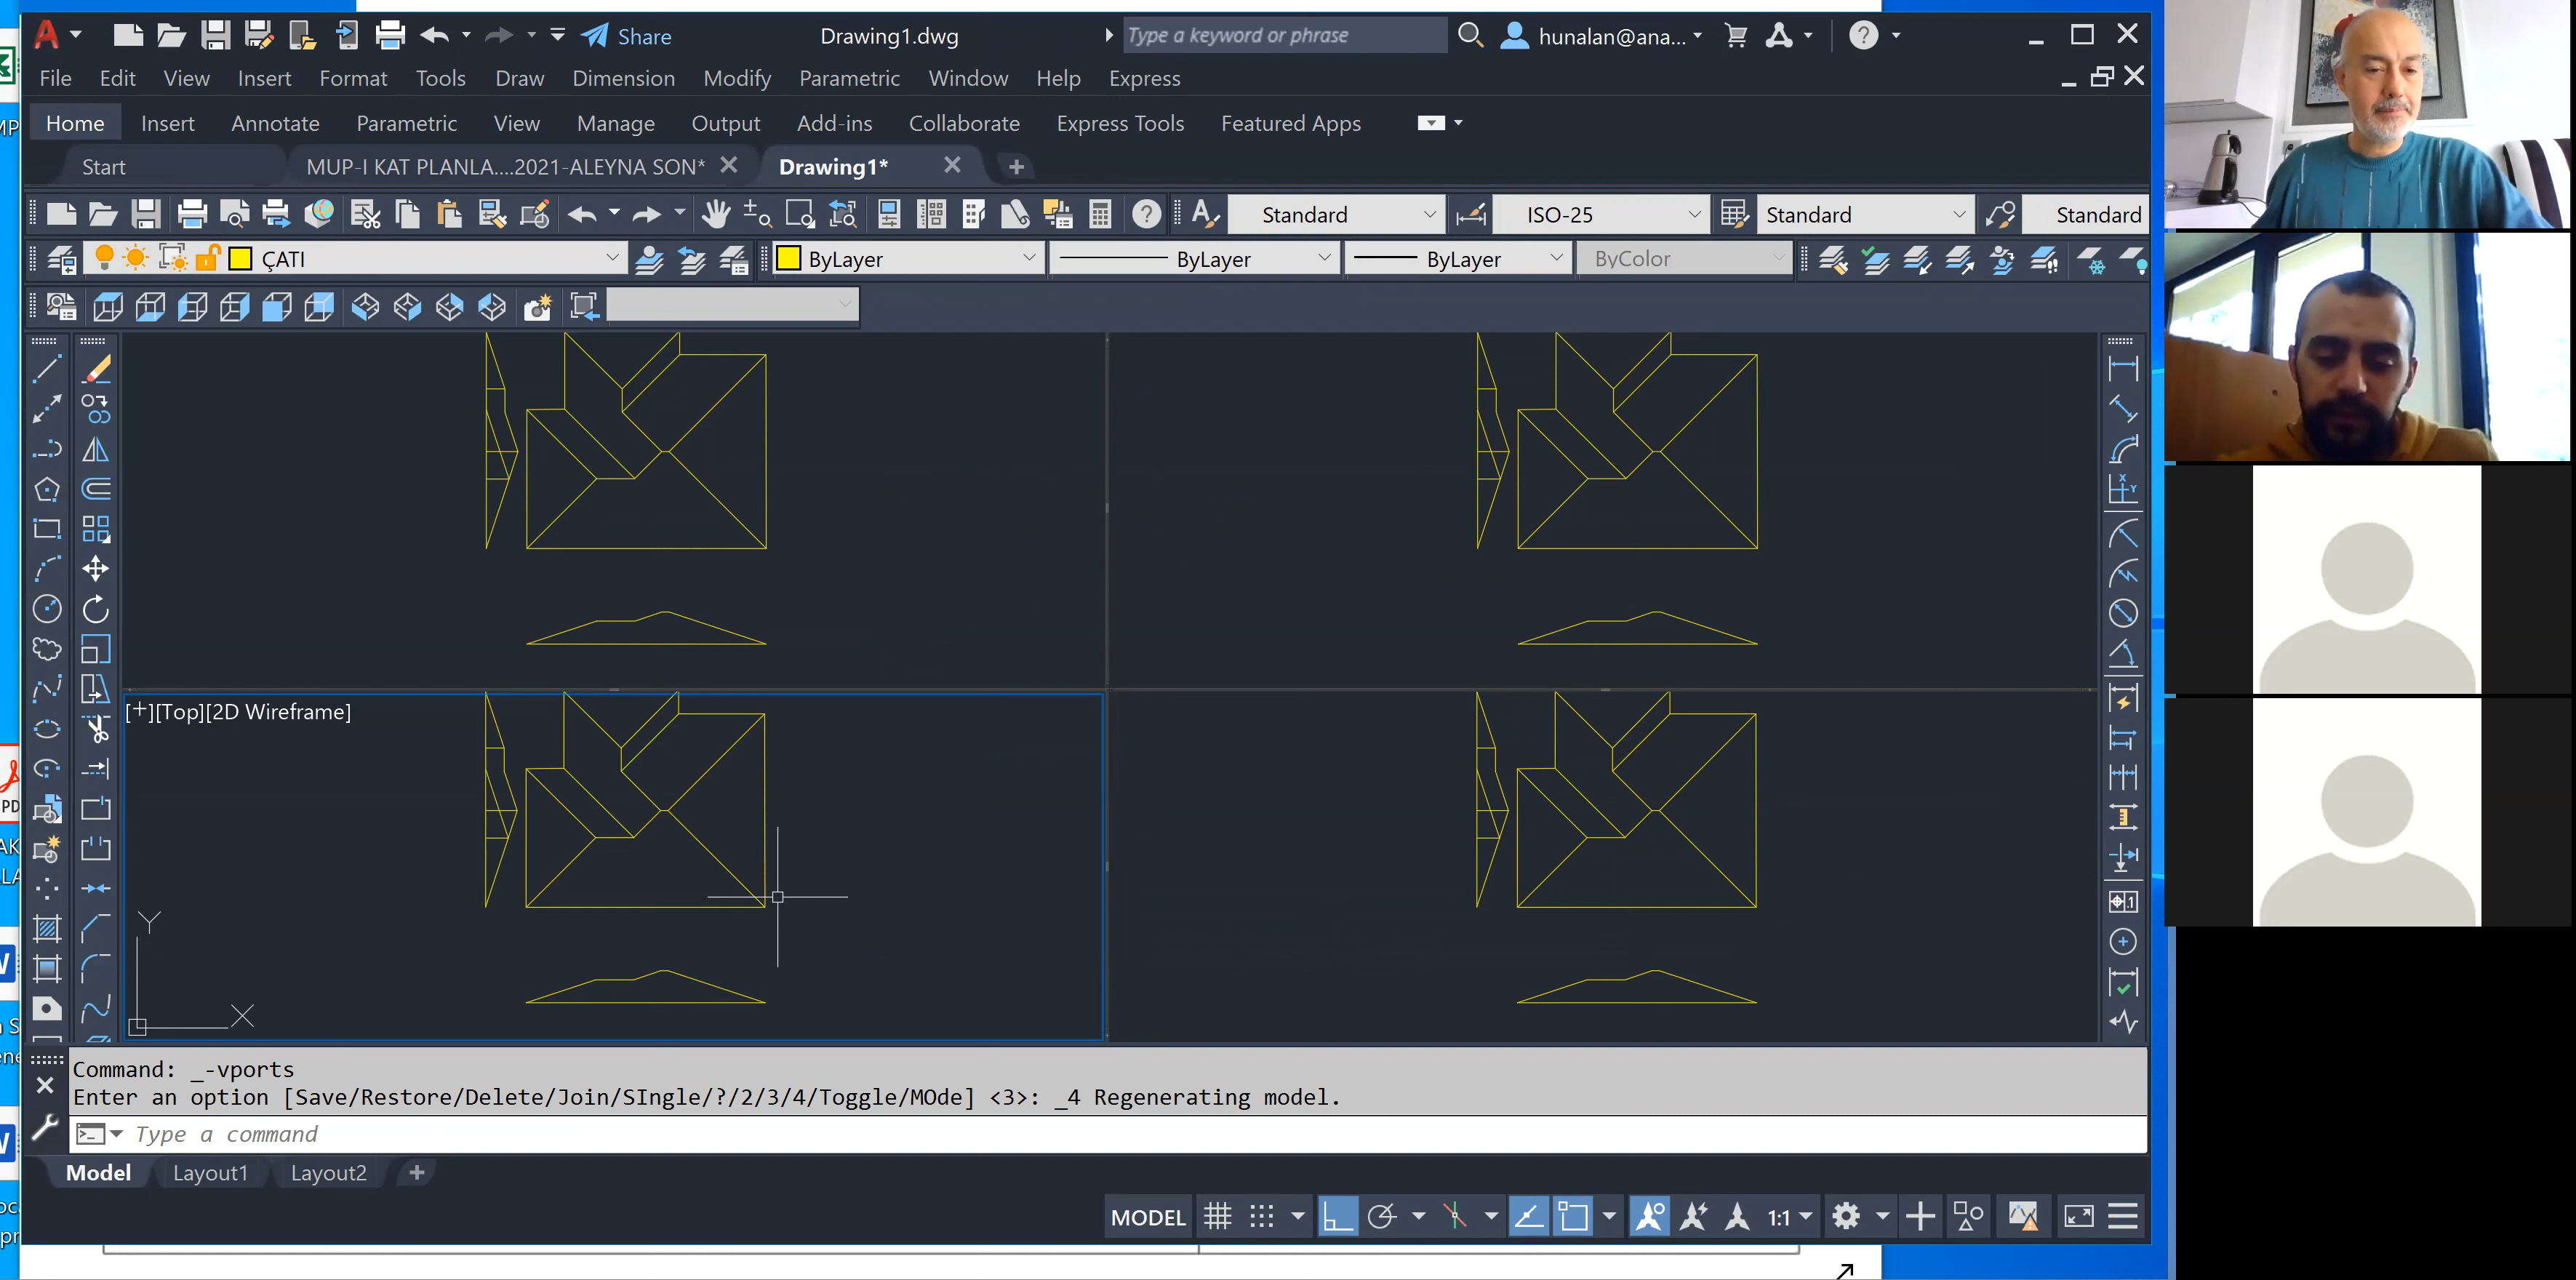 Share
Drawing1.dwg
Type a keyword or phrase
hunalan@ana...
File Edit View Insert Format Tools Draw Dimension Modify Parametric Window Help Express
Home Insert Annotate Parametric View Manage Output Add-ins Collaborate Express Tools Featured Apps
Start MUP-I KAT PLANLA....2021-ALEYNA SON* Drawing1*
Standard ISO-25 Standard Standard
ÇATI ByLayer ByLayer ByLayer ByColor
[+][Top][2D Wireframe]
Y
X
Command: _-vports
Enter an option [Save/Restore/Delete/Join/SIngle/?/2/3/4/Toggle/MOde] <3>: _4 Regenerating model.
Type a command
Model Layout1 Layout2
MODEL 1:1